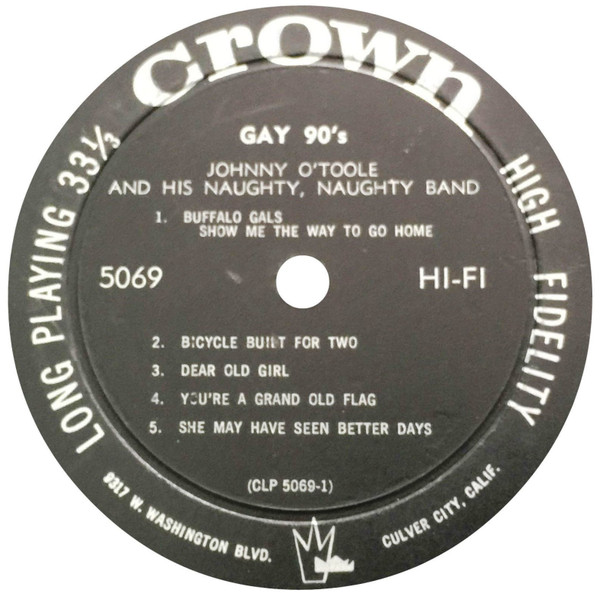 crown
LONG PLAYING 33⅓
HIGH FIDELITY
GAY 90's
JOHNNY O'TOOLE
AND HIS NAUGHTY, NAUGHTY BAND
1. BUFFALO GALS
SHOW ME THE WAY TO GO HOME
5069
HI-FI
2. BICYCLE BUILT FOR TWO
3. DEAR OLD GIRL
4. YOU'RE A GRAND OLD FLAG
5. SHE MAY HAVE SEEN BETTER DAYS
(CLP 5069-1)
9317 W. WASHINGTON BLVD.
CULVER CITY, CALIF.